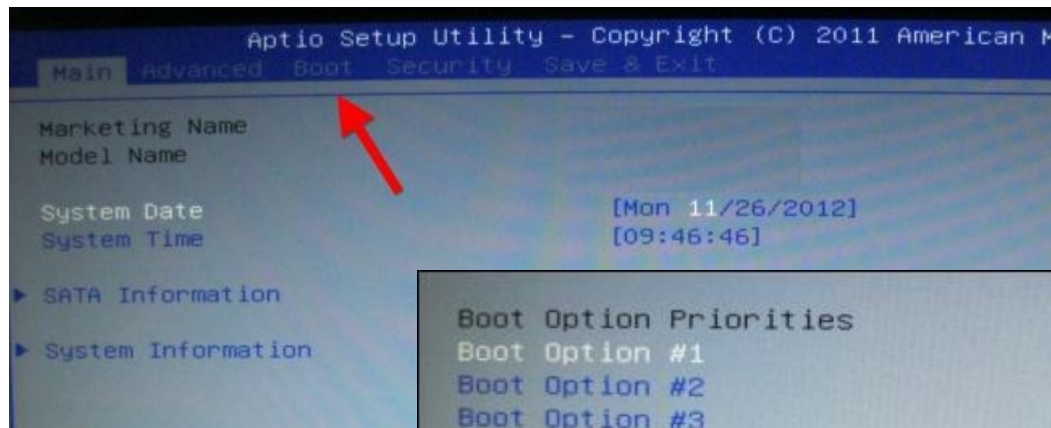 Aptio Setup Utility – Copyright (C) 2011 American
Main Advanced Boot Security Save & Exit
Marketing Name
Model Name
System Date [Mon 11/26/2012]
System Time [09:46:46]
▶ SATA Information
▶ System Information
Boot Option Priorities
Boot Option #1
Boot Option #2
Boot Option #3